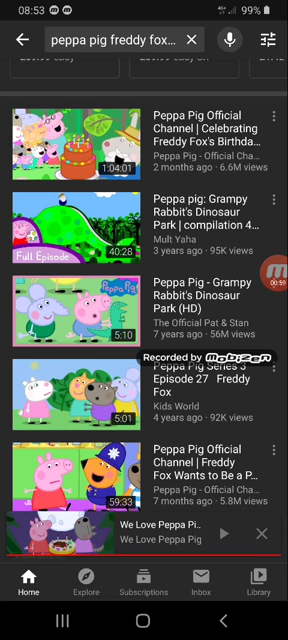 08:53
99%
peppa pig freddy fox...
Peppa Pig Official
Channel | Celebrating
Freddy Fox's Birthda...
Peppa Pig - Official Cha...
2 months ago · 6.6M views
1:04:01
Peppa pig: Grampy
Rabbit's Dinosaur
Park | compilation 4...
Mult Yaha
3 years ago · 95K views
40:28
Full Episode
00:59
Peppa Pig
Peppa Pig - Grampy
Rabbit's Dinosaur
Park (HD)
The Official Pat & Stan
7 years ago · 56M views
5:10
Recorded by mobizen
Peppa Pig Series 3
Episode 27 Freddy
Fox
Kids World
4 years ago · 92K views
5:01
Peppa Pig Official
Channel | Freddy
Fox Wants to Be a P...
Peppa Pig - Official Cha...
7 months ago · 5.8M views
59:33
We Love Peppa Pi..
We Love Peppa Pig
Home
Explore
Subscriptions
Inbox
Library